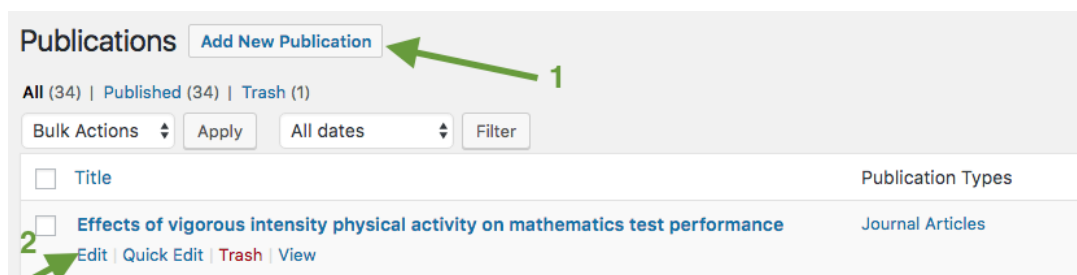 Publications Add New Publication
1
All (34) | Published (34) | Trash (1)
Bulk Actions Apply All dates Filter
Title Publication Types
Effects of vigorous intensity physical activity on mathematics test performance Journal Articles
2
Edit | Quick Edit | Trash | View